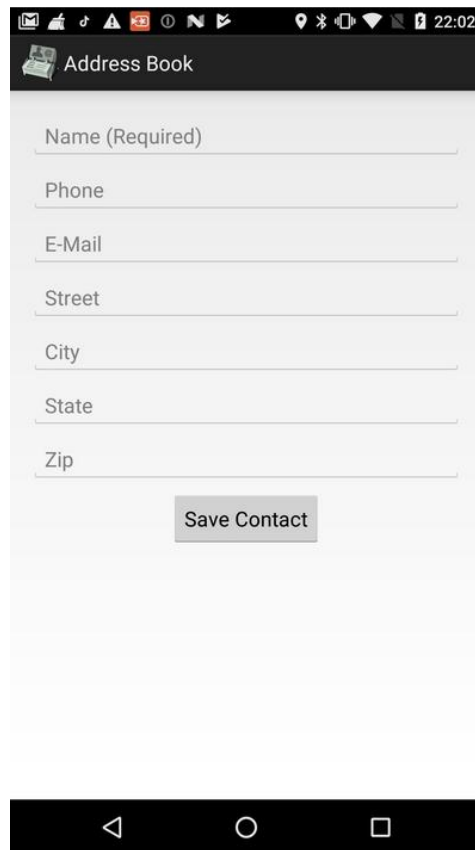 22:02
Address Book
Name (Required)
Phone
E-Mail
Street
City
State
Zip
Save Contact